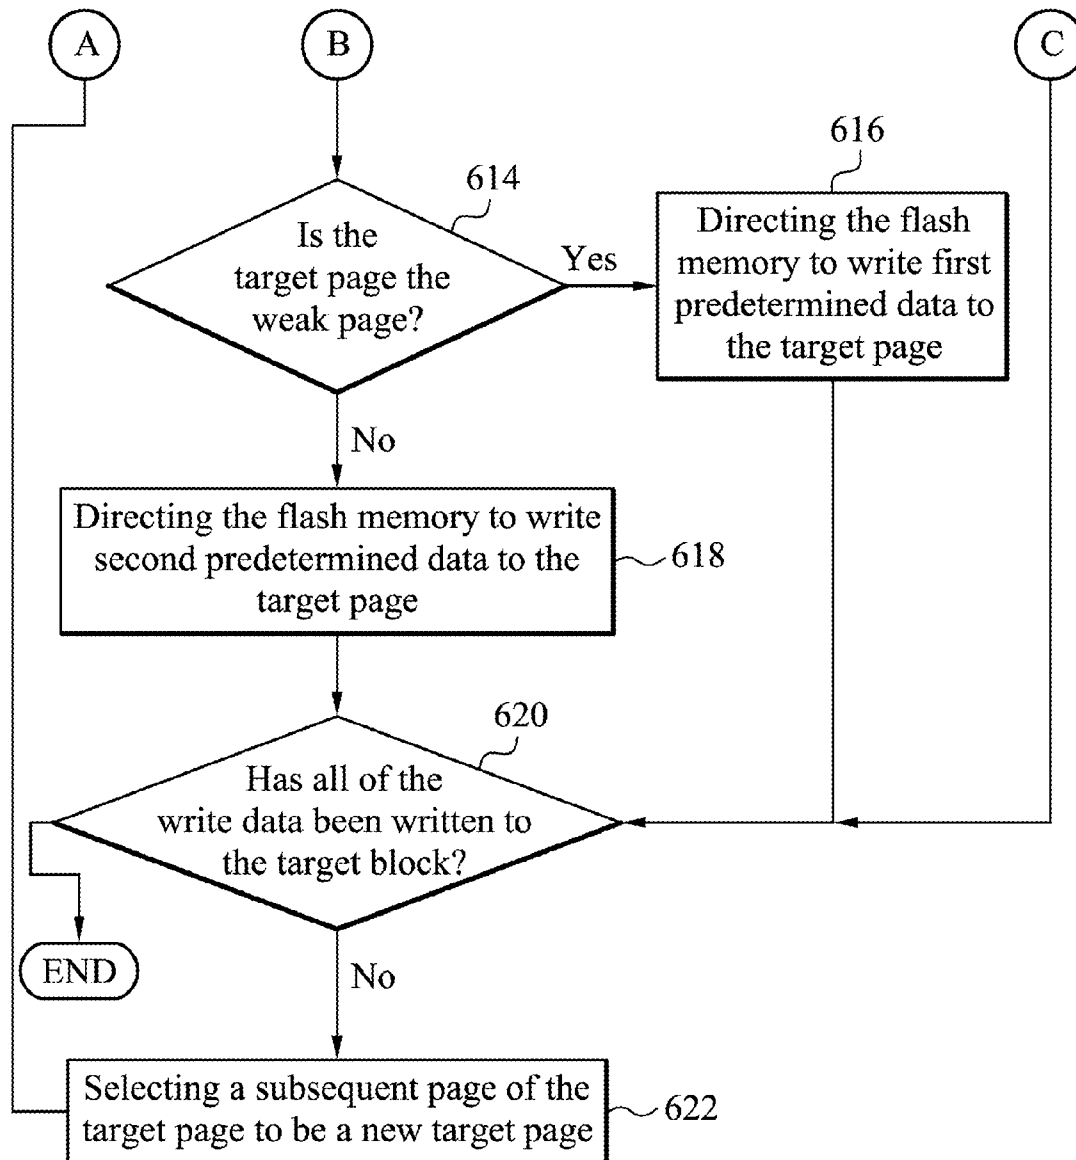 A
B
C
614
Is the
target page the
weak page?
Yes
616
Directing the flash
memory to write first
predetermined data to
the target page
No
Directing the flash memory to write
second predetermined data to the
target page
618
620
Has all of the
write data been written to
the target block?
END
No
Selecting a subsequent page of the
target page to be a new target page
622